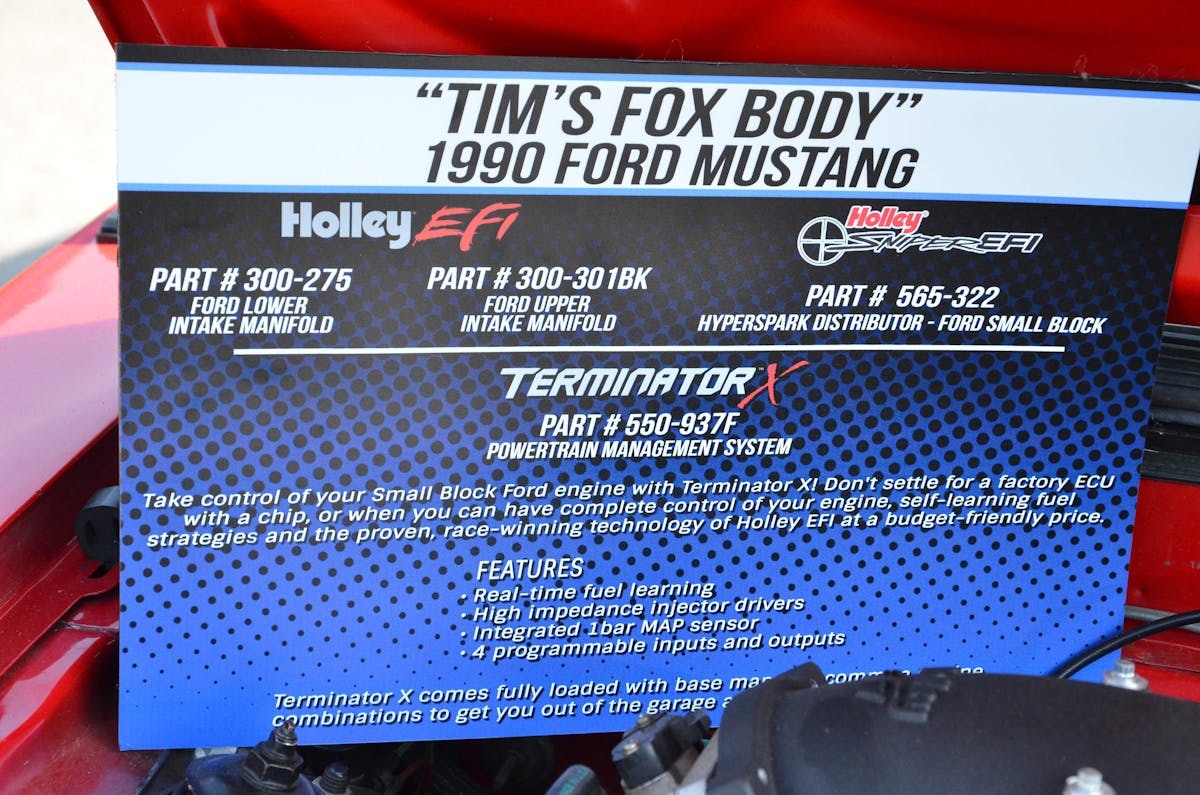 “TIM’S FOX BODY”
1990 FORD MUSTANG
Holley EFI
Holley
SNIPER EFI
PART # 300-275
FORD LOWER
INTAKE MANIFOLD
PART # 300-301BK
FORD UPPER
INTAKE MANIFOLD
PART # 565-322
HYPERSPARK DISTRIBUTOR - FORD SMALL BLOCK
TERMINATOR X
PART # 550-937F
POWERTRAIN MANAGEMENT SYSTEM
Take control of your Small Block Ford engine with Terminator X! Don't settle for a factory ECU
with a chip, or when you can have complete control of your engine, self-learning fuel
strategies and the proven, race-winning technology of Holley EFI at a budget-friendly price.
FEATURES
• Real-time fuel learning
• High impedance injector drivers
• Integrated 1bar MAP sensor
• 4 programmable inputs and outputs
Terminator X comes fully loaded with base
combinations to get you out of the garage